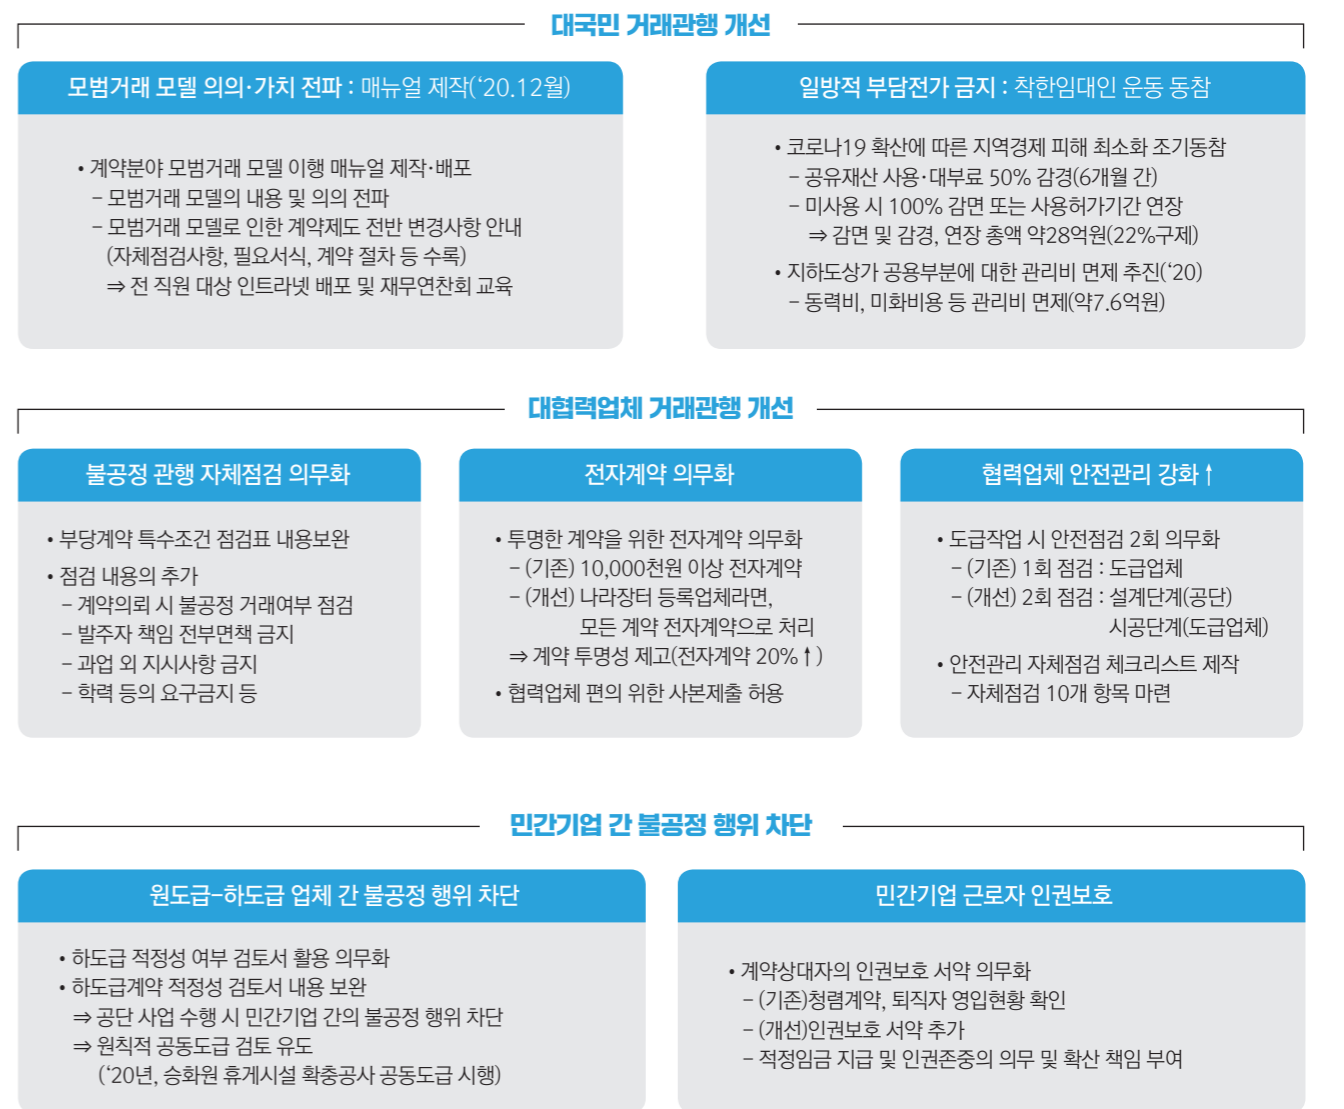 대국민 거래관행 개선
모범거래 모델 의의·가치 전파 : 매뉴얼 제작(‘20.12월)
• 계약분야 모범거래 모델 이행 매뉴얼 제작·배포
– 모범거래 모델의 내용 및 의의 전파
– 모범거래 모델로 인한 계약제도 전반 변경사항 안내
(자체점검사항, 필요서식, 계약 절차 등 수록)
⇒ 전 직원 대상 인트라넷 배포 및 재무연찬회 교육
일방적 부담전가 금지 : 착한임대인 운동 동참
• 코로나19 확산에 따른 지역경제 피해 최소화 조기동참
– 공유재산 사용·대부료 50% 감경(6개월 간)
– 미사용 시 100% 감면 또는 사용허가기간 연장
⇒ 감면 및 감경, 연장 총액 약28억원(22%구제)
• 지하도상가 공용부분에 대한 관리비 면제 추진(‘20)
– 동력비, 미화비용 등 관리비 면제(약7.6억원)
대협력업체 거래관행 개선
불공정 관행 자체점검 의무화
• 부당계약 특수조건 점검표 내용보완
• 점검 내용의 추가
– 계약의뢰 시 불공정 거래여부 점검
– 발주자 책임 전부면책 금지
– 과업 외 지시사항 금지
– 학력 등의 요구금지 등
전자계약 의무화
• 투명한 계약을 위한 전자계약 의무화
– (기존) 10,000천원 이상 전자계약
– (개선) 나라장터 등록업체라면,
모든 계약 전자계약으로 처리
⇒ 계약 투명성 제고(전자계약 20%↑)
• 협력업체 편의 위한 사본제출 허용
협력업체 안전관리 강화↑
• 도급작업 시 안전점검 2회 의무화
– (기존) 1회 점검 : 도급업체
– (개선) 2회 점검 : 설계단계(공단)
시공단계(도급업체)
• 안전관리 자체점검 체크리스트 제작
– 자체점검 10개 항목 마련
민간기업 간 불공정 행위 차단
원도급–하도급 업체 간 불공정 행위 차단
• 하도급 적정성 여부 검토서 활용 의무화
• 하도급계약 적정성 검토서 내용 보완
⇒ 공단 사업 수행 시 민간기업 간의 불공정 행위 차단
⇒ 원칙적 공동도급 검토 유도
(‘20년, 승화원 휴게시설 확충공사 공동도급 시행)
민간기업 근로자 인권보호
• 계약상대자의 인권보호 서약 의무화
– (기존)청렴계약, 퇴직자 영입현황 확인
– (개선)인권보호 서약 추가
– 적정임금 지급 및 인권존중의 의무 및 확산 책임 부여